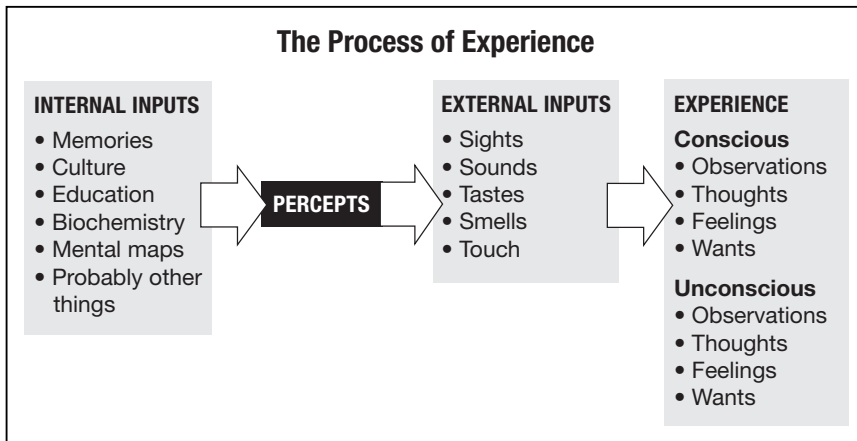 The Process of Experience
INTERNAL INPUTS
• Memories
• Culture
• Education
• Biochemistry
• Mental maps
• Probably other
things
PERCEPTS
EXTERNAL INPUTS
• Sights
• Sounds
• Tastes
• Smells
• Touch
EXPERIENCE
Conscious
• Observations
• Thoughts
• Feelings
• Wants
Unconscious
• Observations
• Thoughts
• Feelings
• Wants